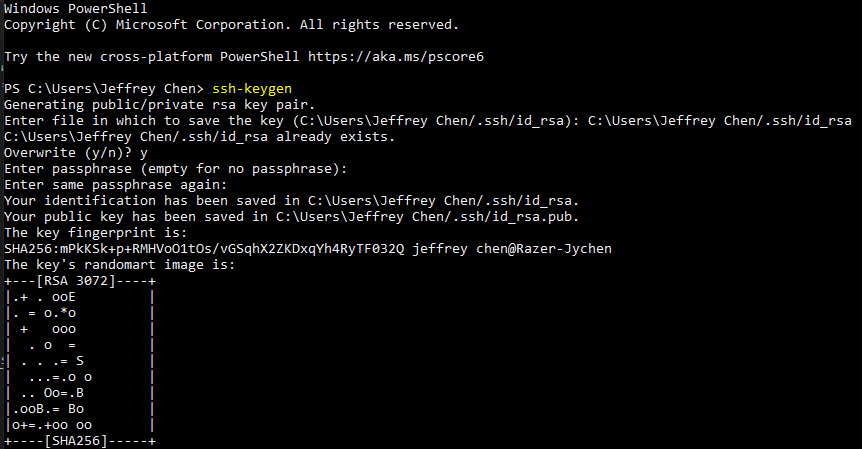 Windows PowerShell
Copyright (C) Microsoft Corporation. All rights reserved.
Try the new cross-platform PowerShell https://aka.ms/pscore6
PS C:\Users\Jeffrey Chen> ssh-keygen
Generating public/private rsa key pair.
Enter file in which to save the key (C:\Users\Jeffrey Chen/.ssh/id_rsa): C:\Users\Jeffrey Chen/.ssh/id_rsa
C:\Users\Jeffrey Chen/.ssh/id_rsa already exists.
Overwrite (y/n)? y
Enter passphrase (empty for no passphrase):
Enter same passphrase again:
Your identification has been saved in C:\Users\Jeffrey Chen/.ssh/id_rsa.
Your public key has been saved in C:\Users\Jeffrey Chen/.ssh/id_rsa.pub.
The key fingerprint is:
SHA256:mPkKSk+p+RMHVoO1tOs/vGSqhX2ZKDxqYh4RyTF032Q jeffrey chen@Razer-Jychen
The key's randomart image is:
+---[RSA 3072]----+
|.+ . ooE         |
|. = o.*o         |
| +   ooo         |
|  . o  =         |
| . . .= S        |
|  ...=.o o       |
| .. Oo=.B        |
|.ooB.= Bo        |
|o+=.+oo oo       |
+----[SHA256]-----+